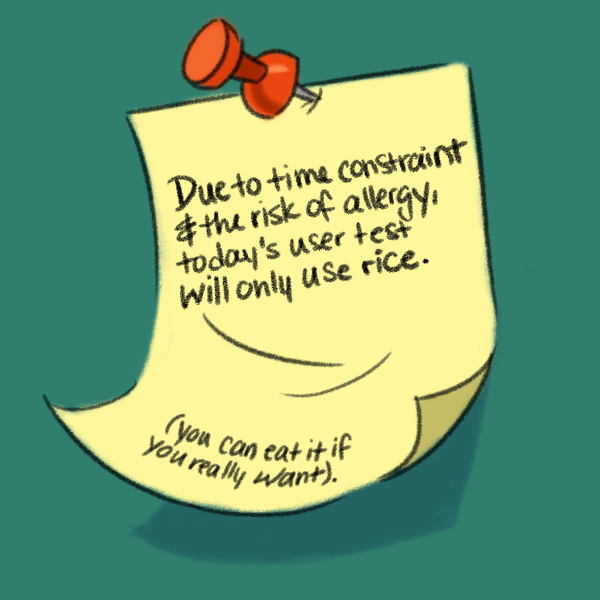 Due to time constraint
& the risk of allergy,
today's user test
will only use rice.
(you can eat it if
you really want).